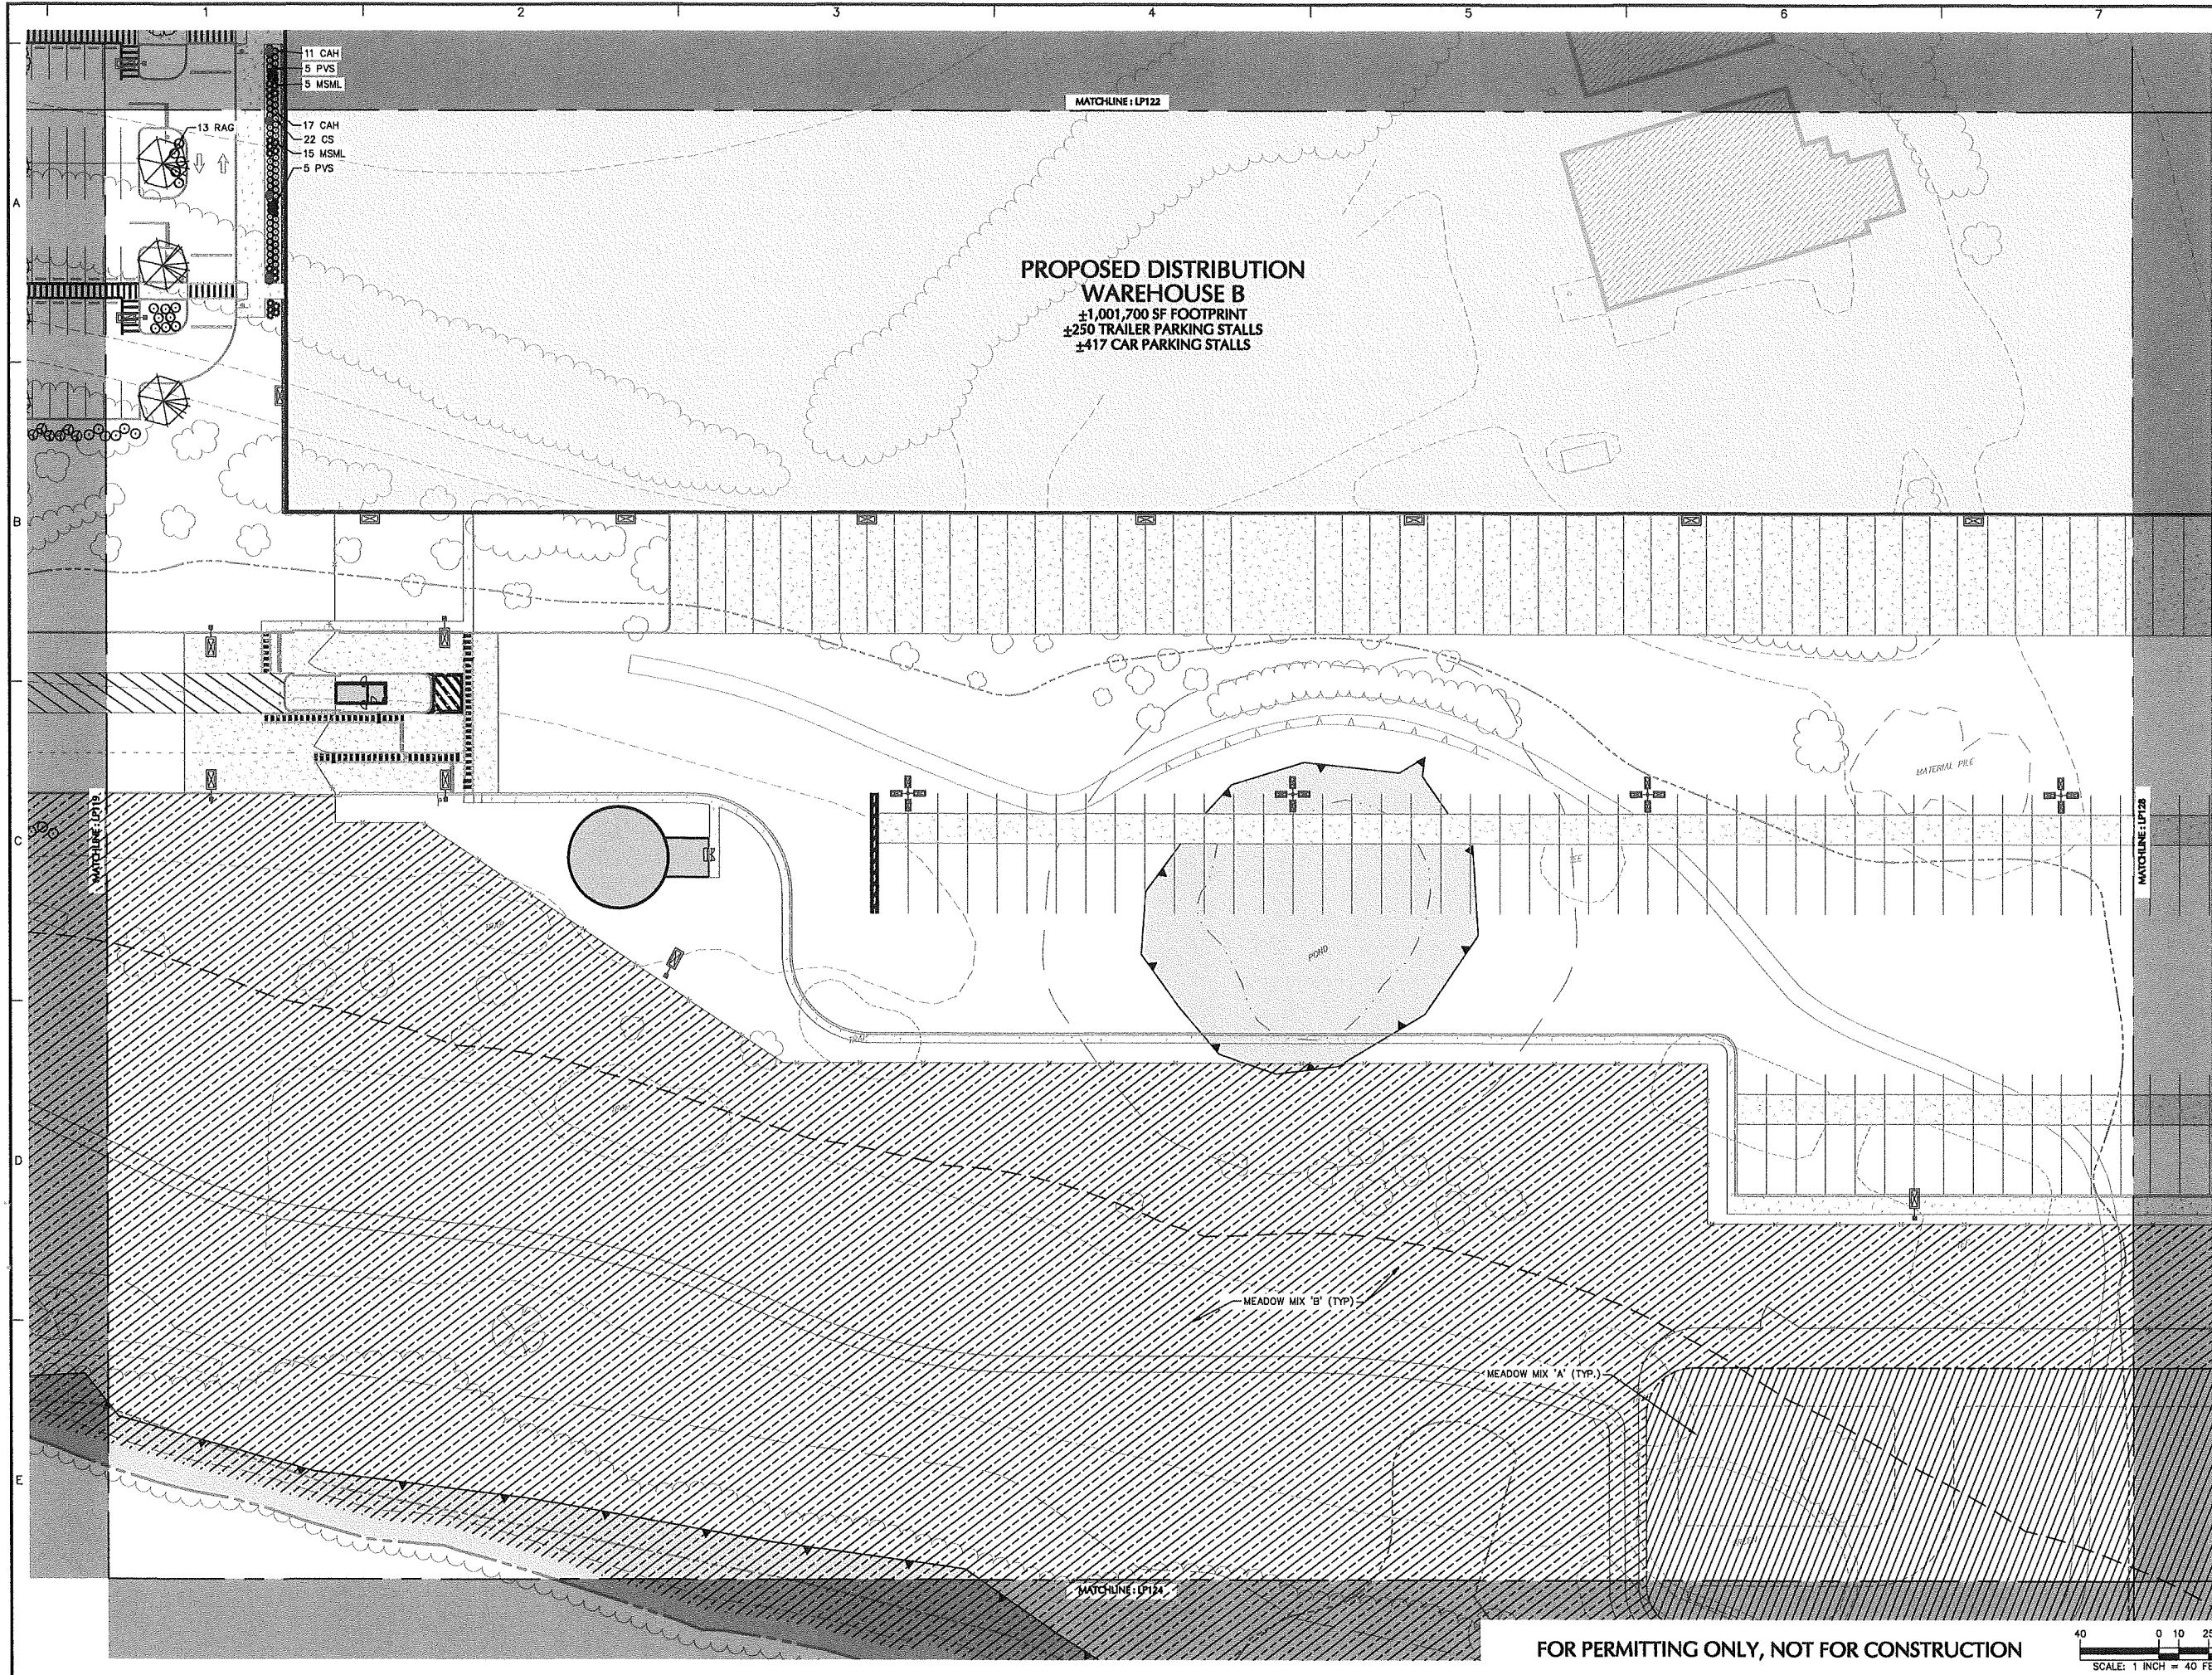 1 2 3 4 5 6 7
11 CAH
5 PVS
5 MSML
MATCHLINE: LP122
13 RAG
17 CAH
22 CS
15 MSML
5 PVS
A
PROPOSED DISTRIBUTION
WAREHOUSE B
±1,001,700 SF FOOTPRINT
±250 TRAILER PARKING STALLS
±417 CAR PARKING STALLS
B
MATERIAL PILE
MATCHLINE: LP119
C
MATCHLINE: LP128
POND
D
MEADOW MIX 'B' (TYP)
MEADOW MIX 'A' (TYP.)
E
MATCHLINE: LP124
FOR PERMITTING ONLY, NOT FOR CONSTRUCTION
40 0 10 25
SCALE: 1 INCH = 40 FE